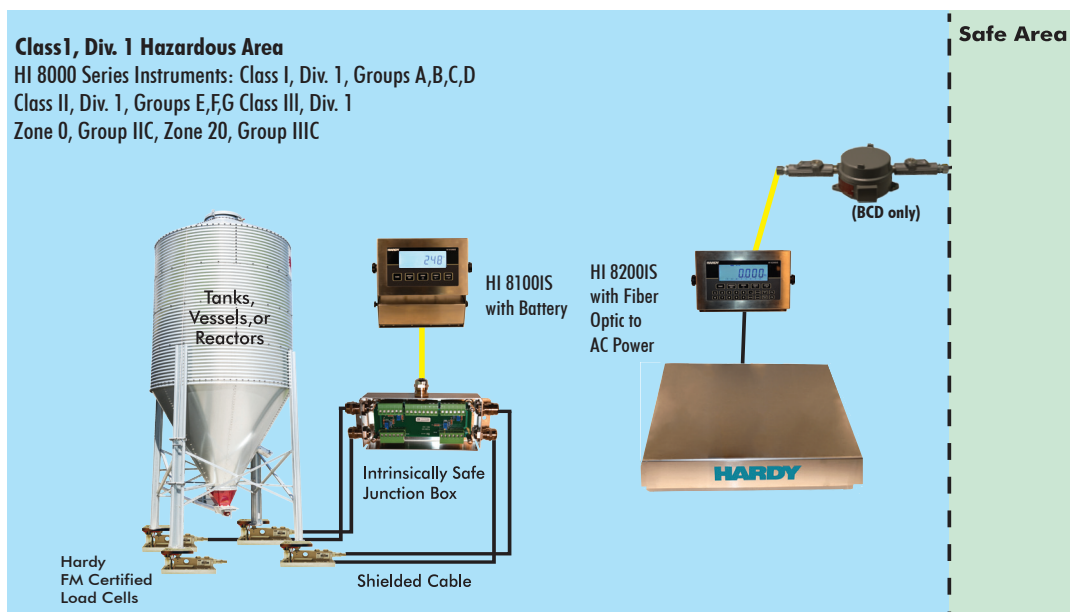 Class1, Div. 1 Hazardous Area
HI 8000 Series Instruments: Class I, Div. 1, Groups A,B,C,D
Class II, Div. 1, Groups E,F,G Class III, Div. 1
Zone 0, Group IIC, Zone 20, Group IIIC
Safe Area
(BCD only)
Tanks,
Vessels,or
Reactors
248
HI 8100IS
with Battery
HI 8200IS
with Fiber
Optic to
AC Power
0000
Intrinsically Safe
Junction Box
HARDY
Hardy
FM Certified
Load Cells
Shielded Cable